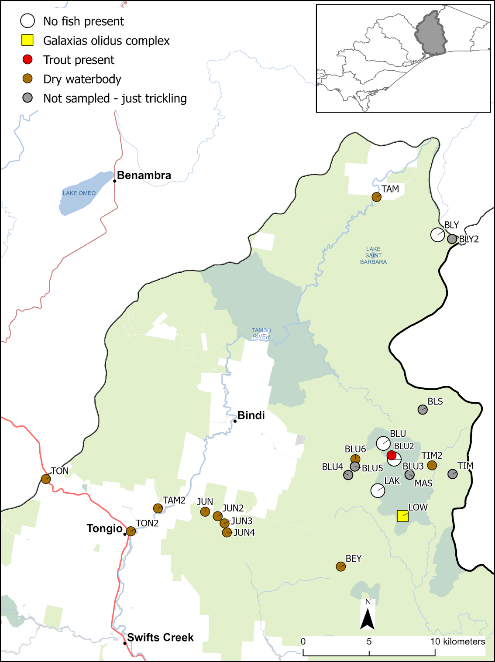 No fish present
Galaxias olidus complex
Trout present
Dry waterbody
Not sampled - just trickling
Benambra
LAKE OMEO
TAM
BLY
BLY2
LAKE
SAINT
BARBARA
TAMBO
RIVER
Bindi
BLS
BLU
BLU2
BLU6
BLU3
TIM2
TIM
BLU4
BLU5
MAS
LAK
LOW
TON
TAM2
JUN
JUN2
JUN3
JUN4
TON2
Tongio
BEY
Swifts Creek
N
0 5 10 kilometers